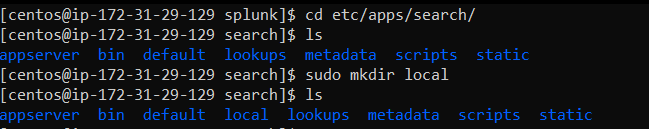 [centos@ip-172-31-29-129 splunk]$ cd etc/apps/search/
[centos@ip-172-31-29-129 search]$ ls
appserver  bin  default  lookups  metadata  scripts  static
[centos@ip-172-31-29-129 search]$ sudo mkdir local
[centos@ip-172-31-29-129 search]$ ls
appserver  bin  default  local  lookups  metadata  scripts  static